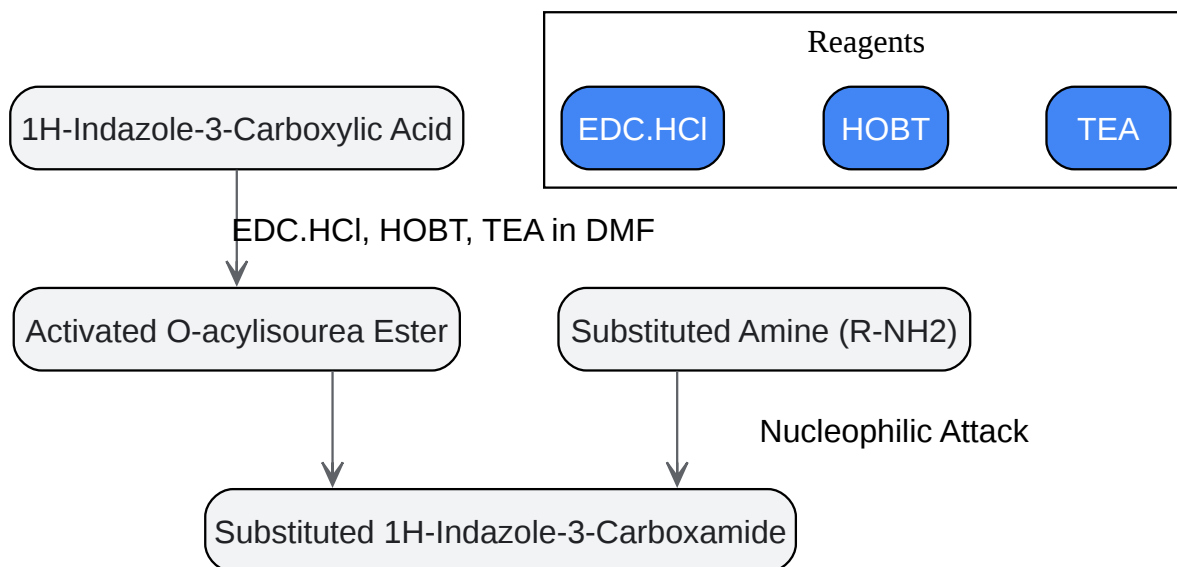 Reagents
1H-Indazole-3-Carboxylic Acid
EDC.HCl
HOBT
TEA
EDC.HCl, HOBT, TEA in DMF
Activated O-acylisourea Ester
Substituted Amine (R-NH2)
Nucleophilic Attack
Substituted 1H-Indazole-3-Carboxamide